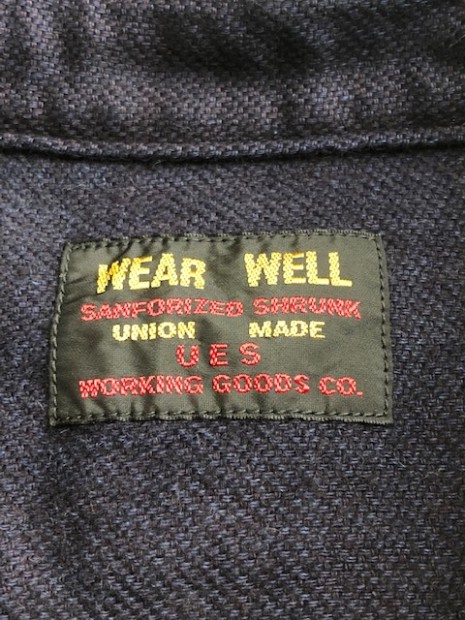 WEAR WELL
SANFORIZED SHRUNK
UNION MADE
UES
WORKING GOODS CO.